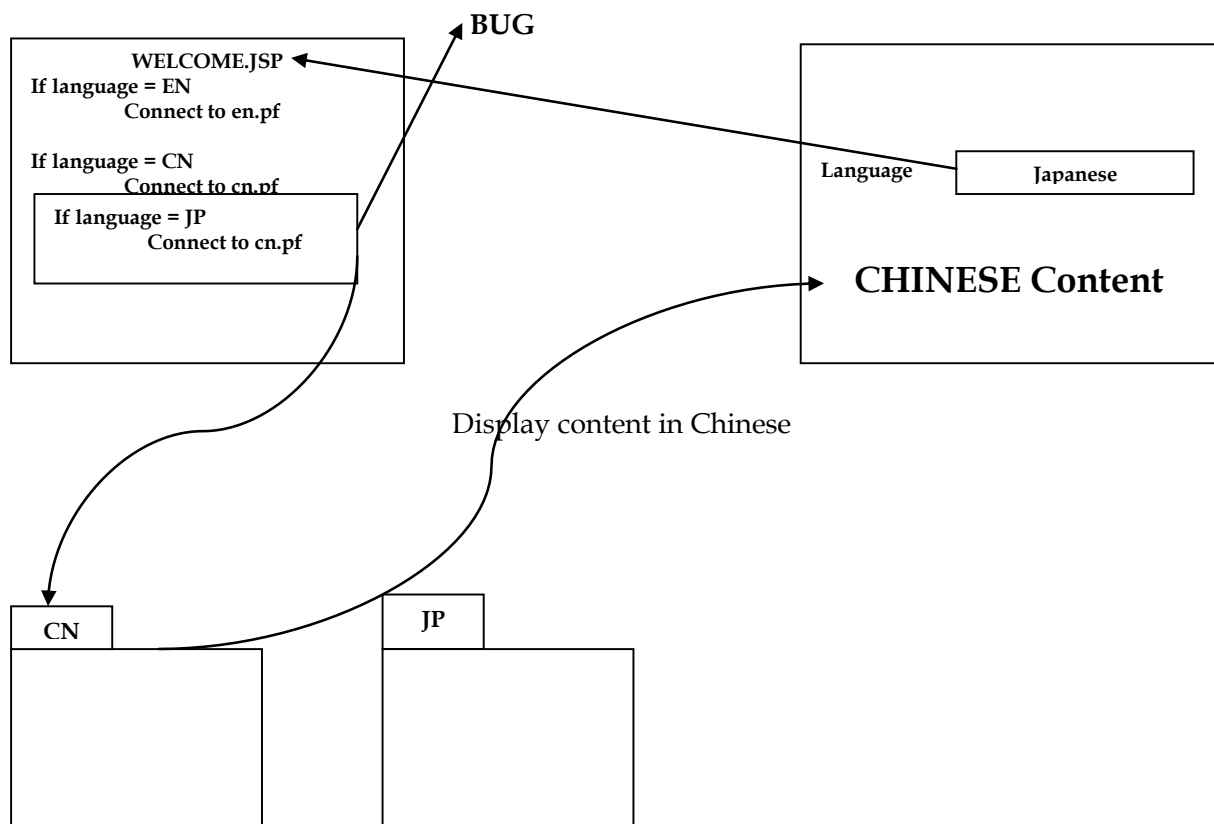 BUG
WELCOME.JSP
If language = EN
Connect to en.pf
If language = CN
Connect to cn.pf
If language = JP
Connect to cn.pf
Language
Japanese
CHINESE Content
Display content in Chinese
CN
JP